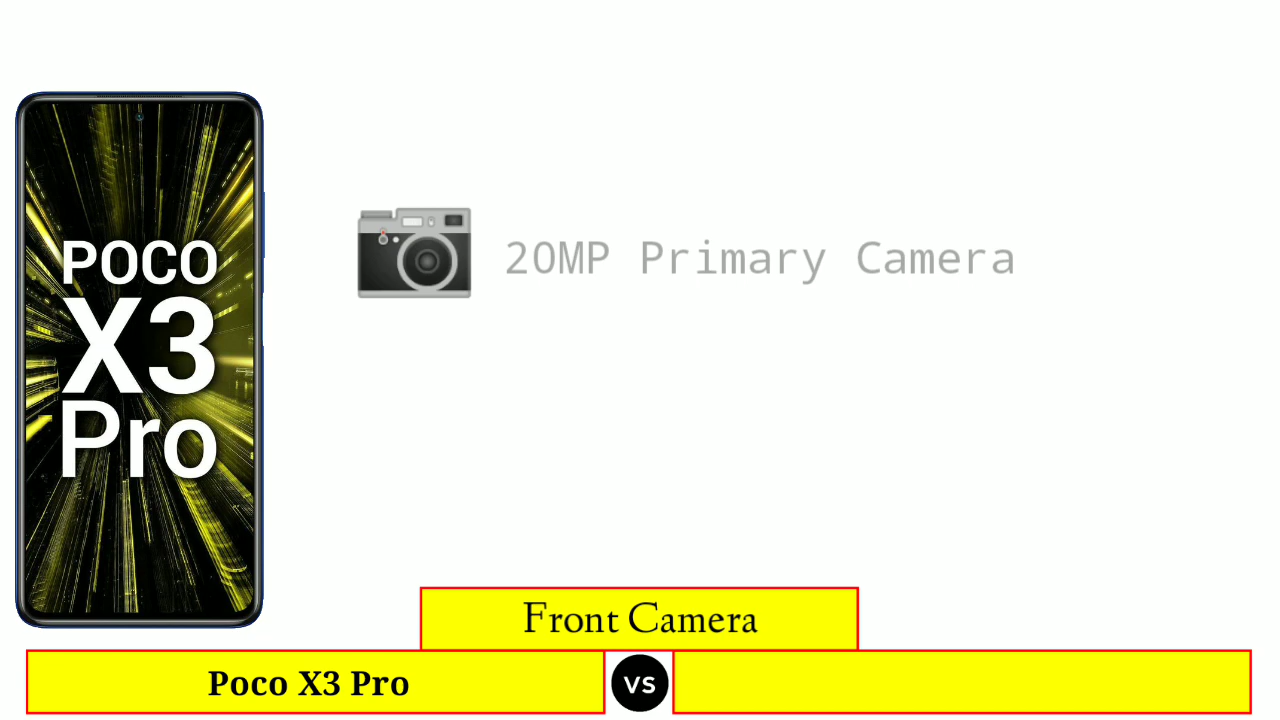 POCO
X3
Pro
20MP Primary Camera
Front Camera
Poco X3 Pro
VS